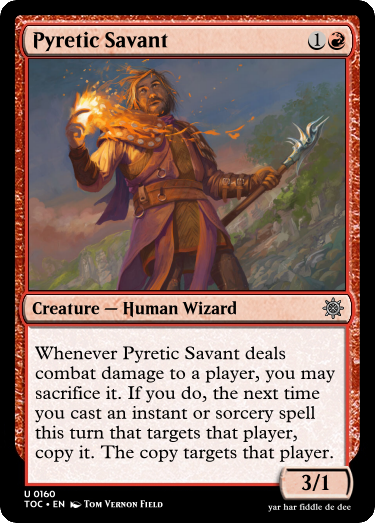 Pyretic Savant 1
Creature — Human Wizard
Whenever Pyretic Savant deals
combat damage to a player, you may
sacrifice it. If you do, the next time
you cast an instant or sorcery spell
this turn that targets that player,
copy it. The copy targets that player.
3/1
U 0160
TOC • EN Tom Vernon Field
yar har fiddle de dee